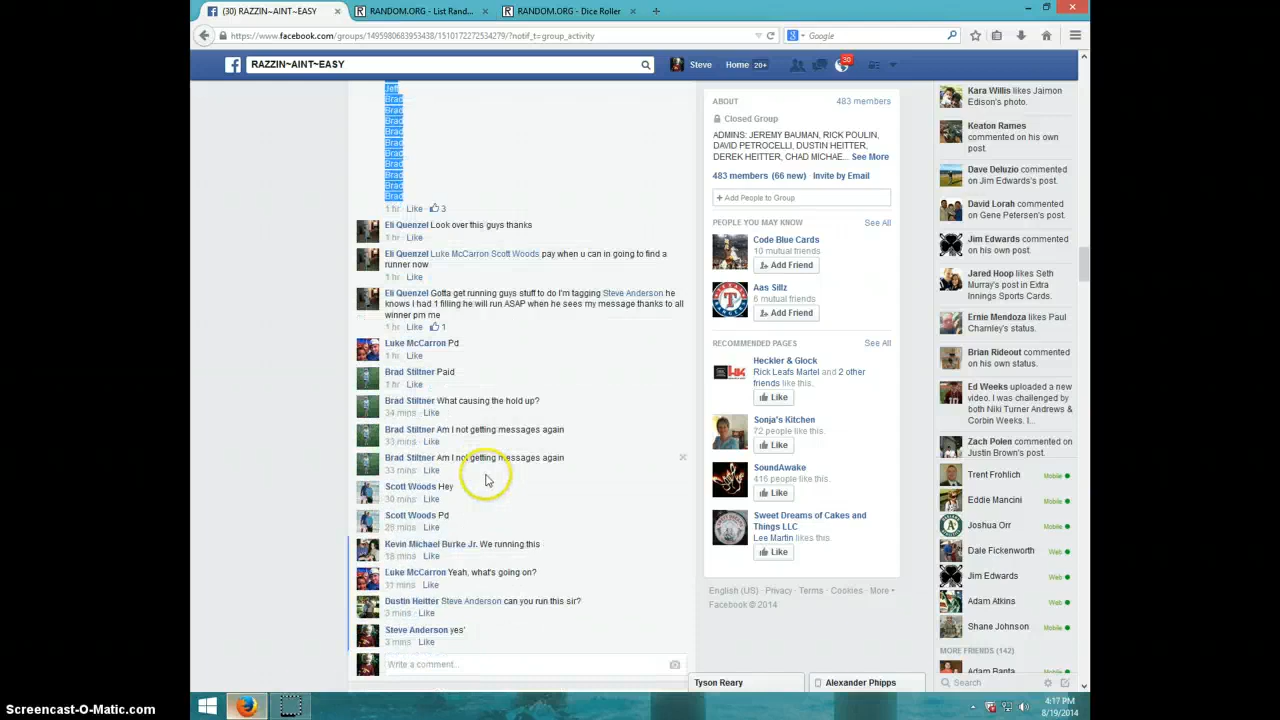 (30) RAZZIN~AINT~EASY
RANDOM.ORG - List Rand...
RANDOM.ORG - Dice Roller
https://www.facebook.com/groups/1495980683953438/1510172272534279/?notif_t=group_activity
Google
RAZZIN~AINT~EASY
Steve
Home 20+
30
Jeff
Brad
Brad
Brad
Brad
Brad
Brad
Brad
Brad
Brad
Brad
1 hr · Like · 3
Eli Quenzel Look over this guys thanks
1 hr · Like
Eli Quenzel Luke McCarron Scott Woods pay when u can in going to find a
runner now
1 hr · Like
Eli Quenzel Gotta get running guys stuff to do I'm tagging Steve Anderson he
knows I had 1 filling he will run ASAP when he sees my message thanks to all
winner pm me
1 hr · Like · 1
Luke McCarron Pd
1 hr · Like
Brad Stiltner Paid
1 hr · Like
Brad Stiltner What causing the hold up?
34 mins · Like
Brad Stiltner Am I not getting messages again
33 mins · Like
Brad Stiltner Am I not getting messages again
33 mins · Like
Scott Woods Hey
30 mins · Like
Scott Woods Pd
Like
Kevin Michael Burke Jr. We running this
18 mins · Like
Luke McCarron Yeah, what's going on?
11 mins · Like
Dustin Heitter Steve Anderson can you run this sir?
3 mins · Like
Steve Anderson yes'
3 mins · Like
Write a comment...
ABOUT
483 members
Closed Group
ADMINS: JEREMY BAUMAN, RICK POULIN,
DAVID PETROCELLI, DUSTIN HEITTER,
DEREK HEITTER, CHAD MICHAE... See More
483 members (66 new) · Invite by Email
+ Add People to Group
PEOPLE YOU MAY KNOW
See All
Code Blue Cards
10 mutual friends
Add Friend
Aas Sillz
6 mutual friends
Add Friend
RECOMMENDED PAGES
See All
Heckler & Glock
Rick Leafs Martel and 2 other
friends like this.
Like
Sonja's Kitchen
72 people like this.
Like
SoundAwake
416 people like this.
Like
Sweet Dreams of Cakes and
Things LLC
Lee Martin likes this.
Like
English (US) · Privacy · Terms · Cookies · More
Facebook © 2014
Kara Willis likes Jaimon
Edison's photo.
Keaton Rames
commented on his own
post.
Dave Deluzio commented
on Jim Edwards's post.
David Lorah commented
on Gene Petersen's post.
Jim Edwards commented
on his own post.
Jared Hoop likes Seth
Murray's post in Extra
Innings Sports Cards.
Ernie Mendoza likes Paul
Charnley's status.
Brian Rideout commented
on his own status.
Ed Weeks uploaded a new
video. I was challenged by
both Niki Turner Andrews &
Corbin Weeks. I...
Zach Polen commented
on Justin Brown's post.
Trent Frohlich Mobile
Eddie Mancini Mobile
Joshua Orr Mobile
Dale Fickenworth Web
Jim Edwards Web
Adam Atkins Web
Shane Johnson Mobile
MORE FRIENDS (142)
Adam Banta
Mobile
Search
Tyson Reary
Alexander Phipps
4:17 PM
8/19/2014
Screencast-O-Matic.com